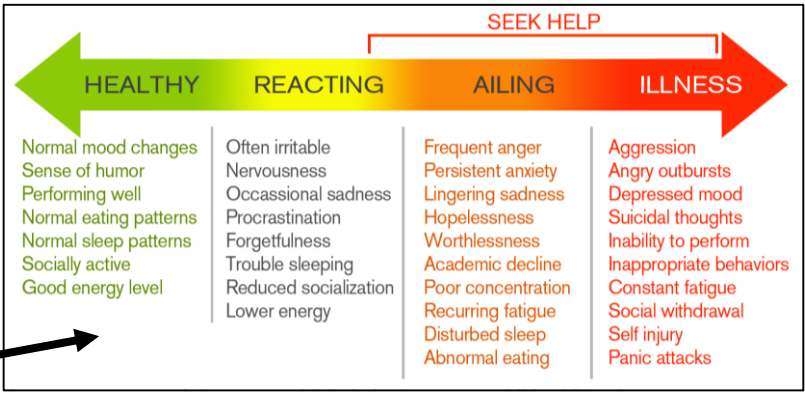 SEEK HELP
HEALTHY REACTING AILING ILLNESS
Normal mood changes
Sense of humor
Performing well
Normal eating patterns
Normal sleep patterns
Socially active
Good energy level
Often irritable
Nervousness
Occassional sadness
Procrastination
Forgetfulness
Trouble sleeping
Reduced socialization
Lower energy
Frequent anger
Persistent anxiety
Lingering sadness
Hopelessness
Worthlessness
Academic decline
Poor concentration
Recurring fatigue
Disturbed sleep
Abnormal eating
Aggression
Angry outbursts
Depressed mood
Suicidal thoughts
Inability to perform
Inappropriate behaviors
Constant fatigue
Social withdrawal
Self injury
Panic attacks